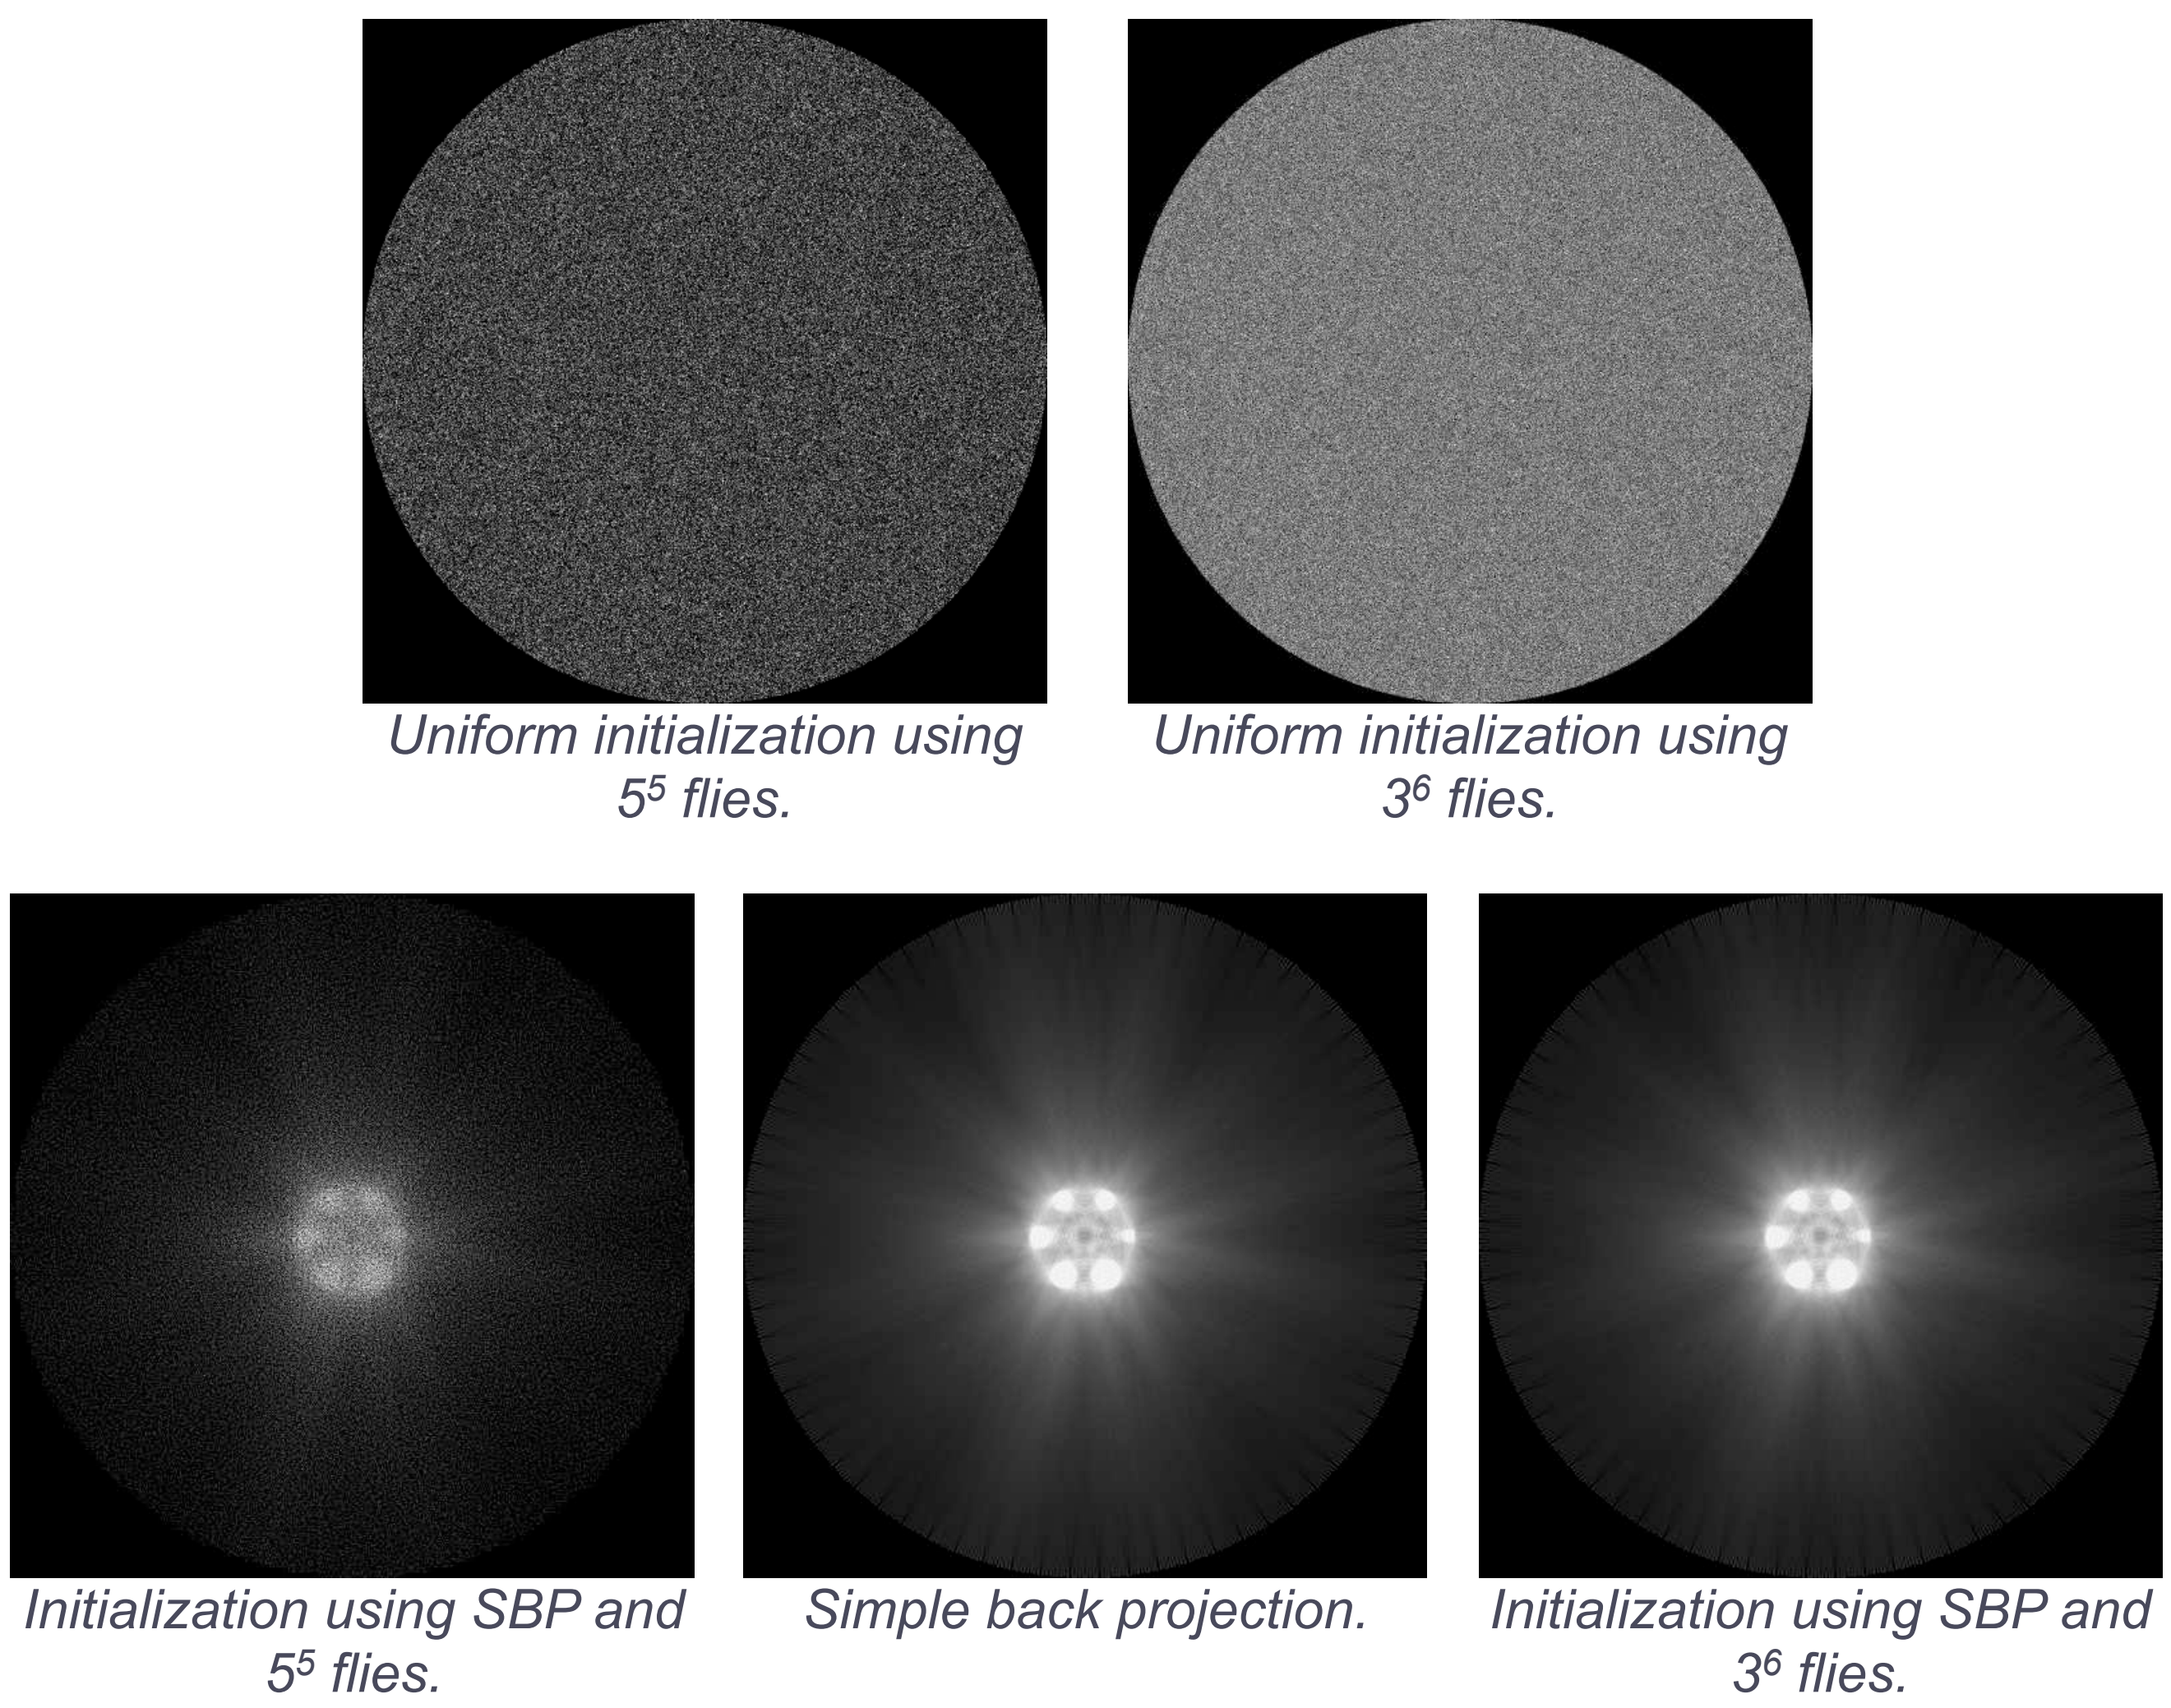 Uniform initialization using
5⁵ flies.
Uniform initialization using
3⁶ flies.
Initialization using SBP and
5⁵ flies.
Simple back projection.
Initialization using SBP and
3⁶ flies.